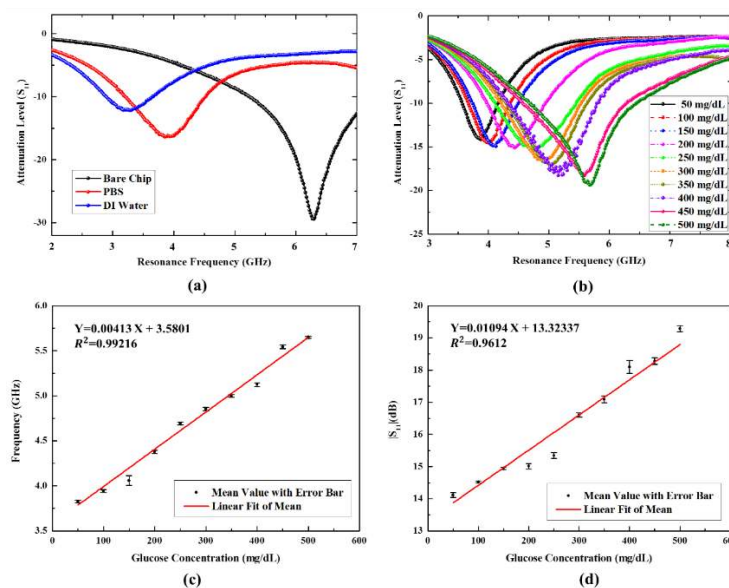 (a)
0
-10
-20
-30
Attenuation Level (S11)
Bare Chip
PBS
DI Water
2
3
4
5
6
7
Resonance Frequency (GHz)
(a)
(b)
0
-5
-10
-15
-20
-25
Attenuation Level (S11)
50 mg/dL
100 mg/dL
150 mg/dL
200 mg/dL
250 mg/dL
300 mg/dL
350 mg/dL
400 mg/dL
450 mg/dL
500 mg/dL
3
4
5
6
7
8
Resonance Frequency (GHz)
(b)
Y=0.00413 X + 3.5801
R²=0.99216
6.0
5.5
5.0
4.5
4.0
3.5
Frequency (GHz)
Mean Value with Error Bar
Linear Fit of Mean
0
100
200
300
400
500
600
Glucose Concentration (mg/dL)
(c)
Y=0.01094 X + 13.32337
R²=0.9612
20
19
18
17
16
15
14
13
|S11|(dB)
Mean Value with Error Bar
Linear Fit of Mean
0
100
200
300
400
500
600
Glucose Concentration (mg/dL)
(d)